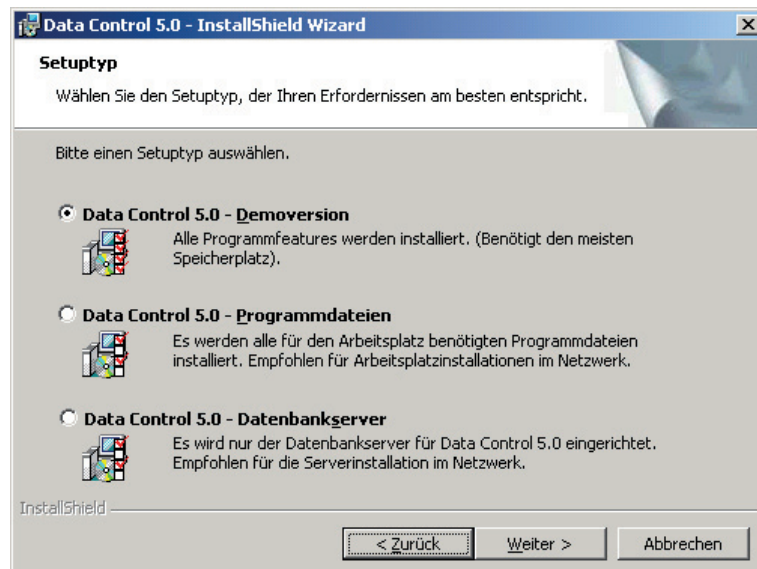 Data Control 5.0 - InstallShield Wizard
Setuptyp
Wählen Sie den Setuptyp, der Ihren Erfordernissen am besten entspricht.
Bitte einen Setuptyp auswählen.
Data Control 5.0 - Demoversion
Alle Programmfeatures werden installiert. (Benötigt den meisten
Speicherplatz).
Data Control 5.0 - Programmdateien
Es werden alle für den Arbeitsplatz benötigten Programmdateien
installiert. Empfohlen für Arbeitsplatzinstallationen im Netzwerk.
Data Control 5.0 - Datenbankserver
Es wird nur der Datenbankserver für Data Control 5.0 eingerichtet.
Empfohlen für die Serverinstallation im Netzwerk.
InstallShield
< Zurück
Weiter >
Abbrechen